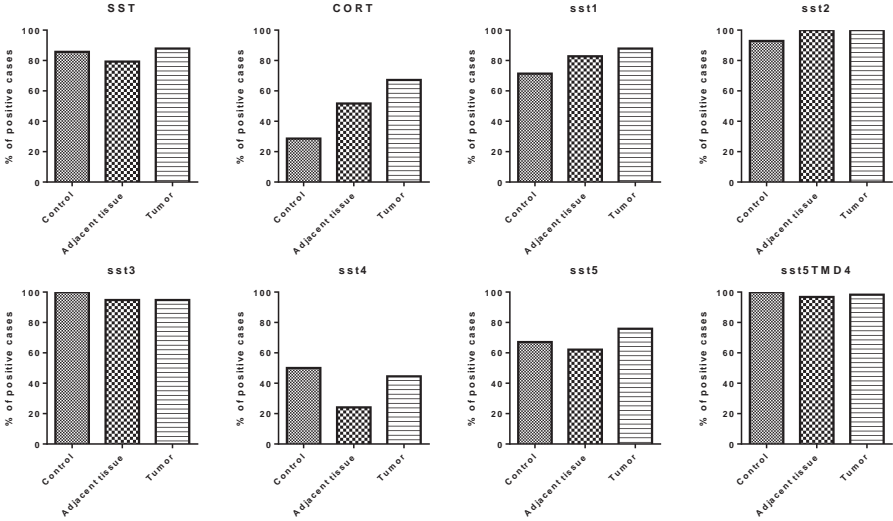 SST
% of positive cases
100
80
60
40
20
0
Control
Adjacent tissue
Tumor
CORT
% of positive cases
100
80
60
40
20
0
Control
Adjacent tissue
Tumor
sst1
% of positive cases
100
80
60
40
20
0
Control
Adjacent tissue
Tumor
sst2
% of positive cases
100
80
60
40
20
0
Control
Adjacent tissue
Tumor
sst3
% of positive cases
100
80
60
40
20
0
Control
Adjacent tissue
Tumor
sst4
% of positive cases
100
80
60
40
20
0
Control
Adjacent tissue
Tumor
sst5
% of positive cases
100
80
60
40
20
0
Control
Adjacent tissue
Tumor
sst5TMD4
% of positive cases
100
80
60
40
20
0
Control
Adjacent tissue
Tumor